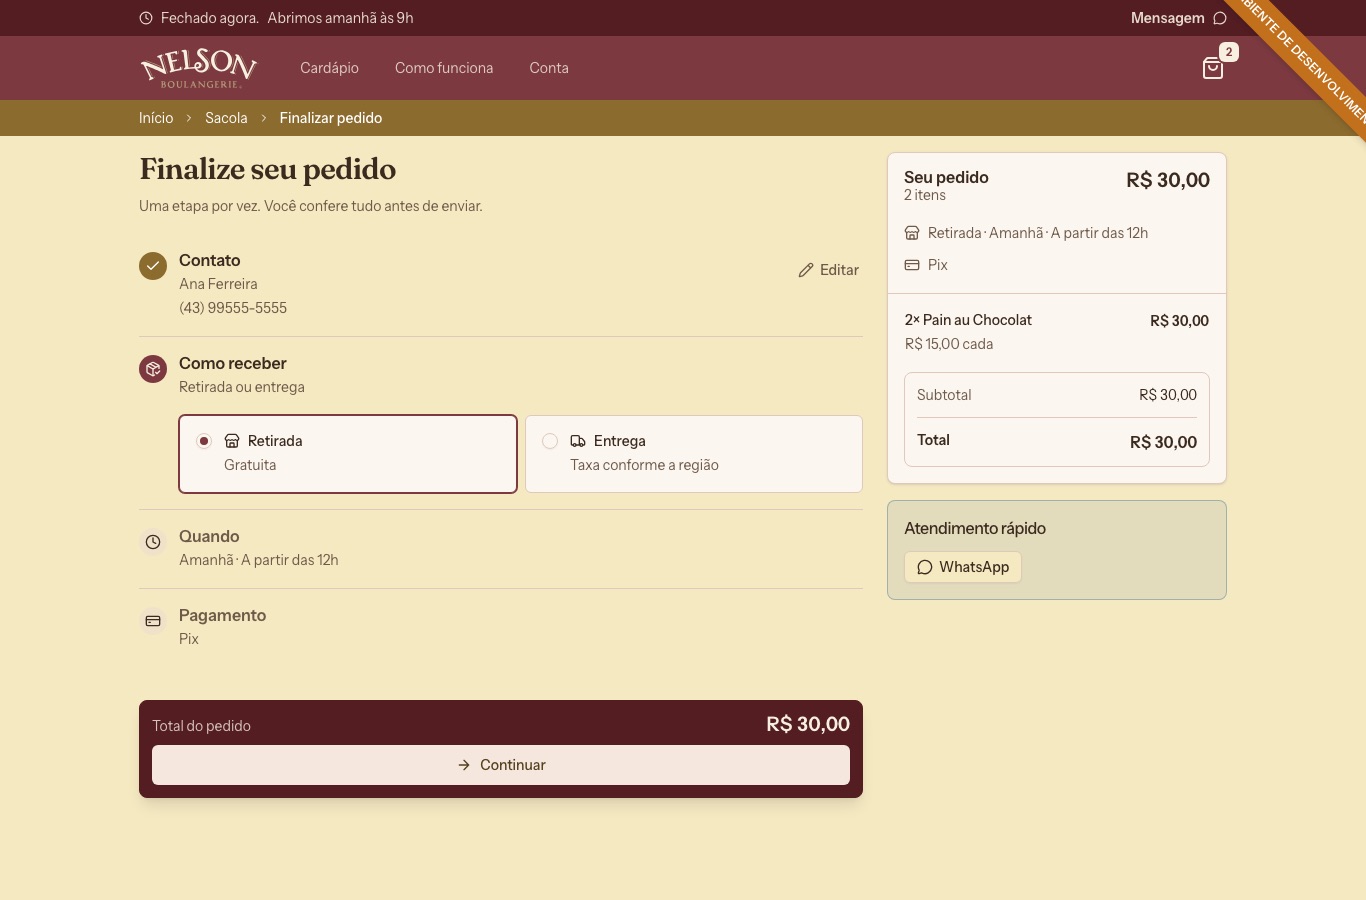 Fechado agora. Abrimos amanhã às 9h
Mensagem
NELSON
BOULANGERIE.
Cardápio
Como funciona
Conta
2
DE DESENVOLVIMEN
Início
Sacola
Finalizar pedido
Finalize seu pedido
Uma etapa por vez. Você confere tudo antes de enviar.
Contato
Ana Ferreira
(43) 99555-5555
Editar
Como receber
Retirada ou entrega
Retirada
Gratuita
Entrega
Taxa conforme a região
Quando
Amanhã · A partir das 12h
Pagamento
Pix
Total do pedido
R$ 30,00
Continuar
Seu pedido
R$ 30,00
2 itens
Retirada · Amanhã · A partir das 12h
Pix
2× Pain au Chocolat
R$ 30,00
R$ 15,00 cada
Subtotal
R$ 30,00
Total
R$ 30,00
Atendimento rápido
WhatsApp